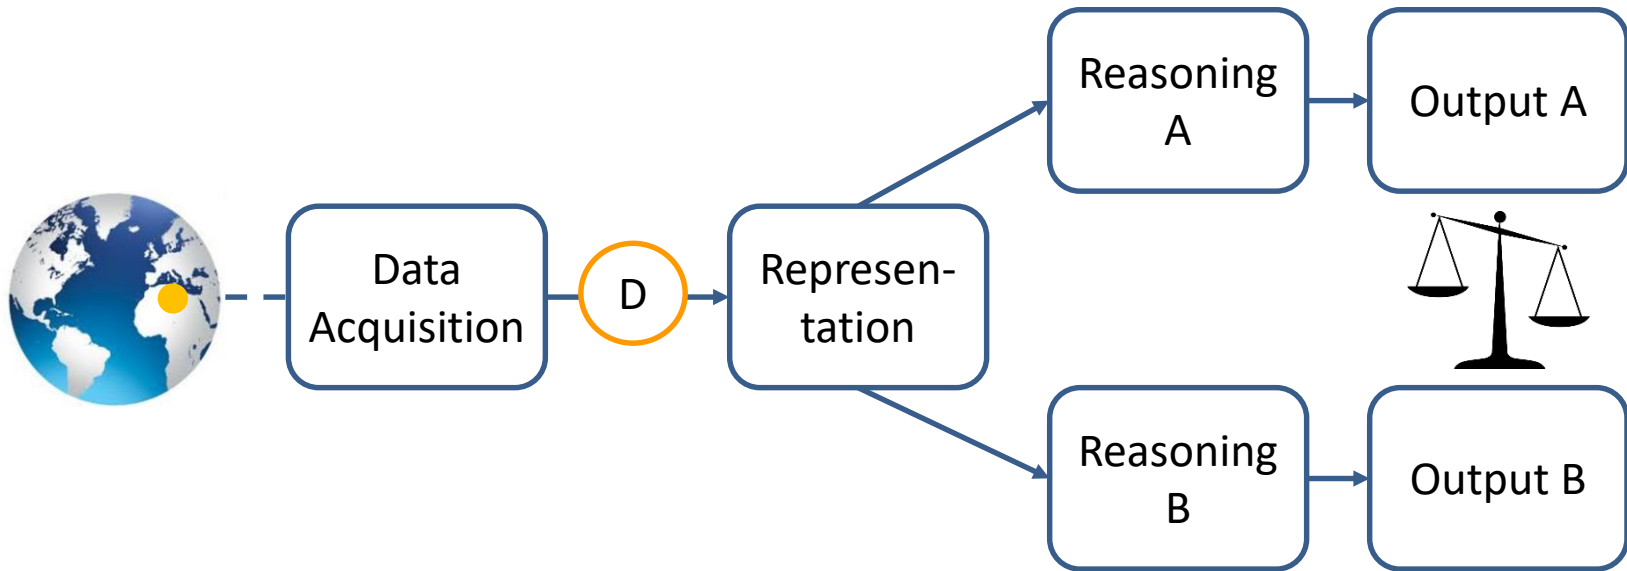 Data
Acquisition
D
Represen-
tation
Reasoning
A
Output A
Reasoning
B
Output B